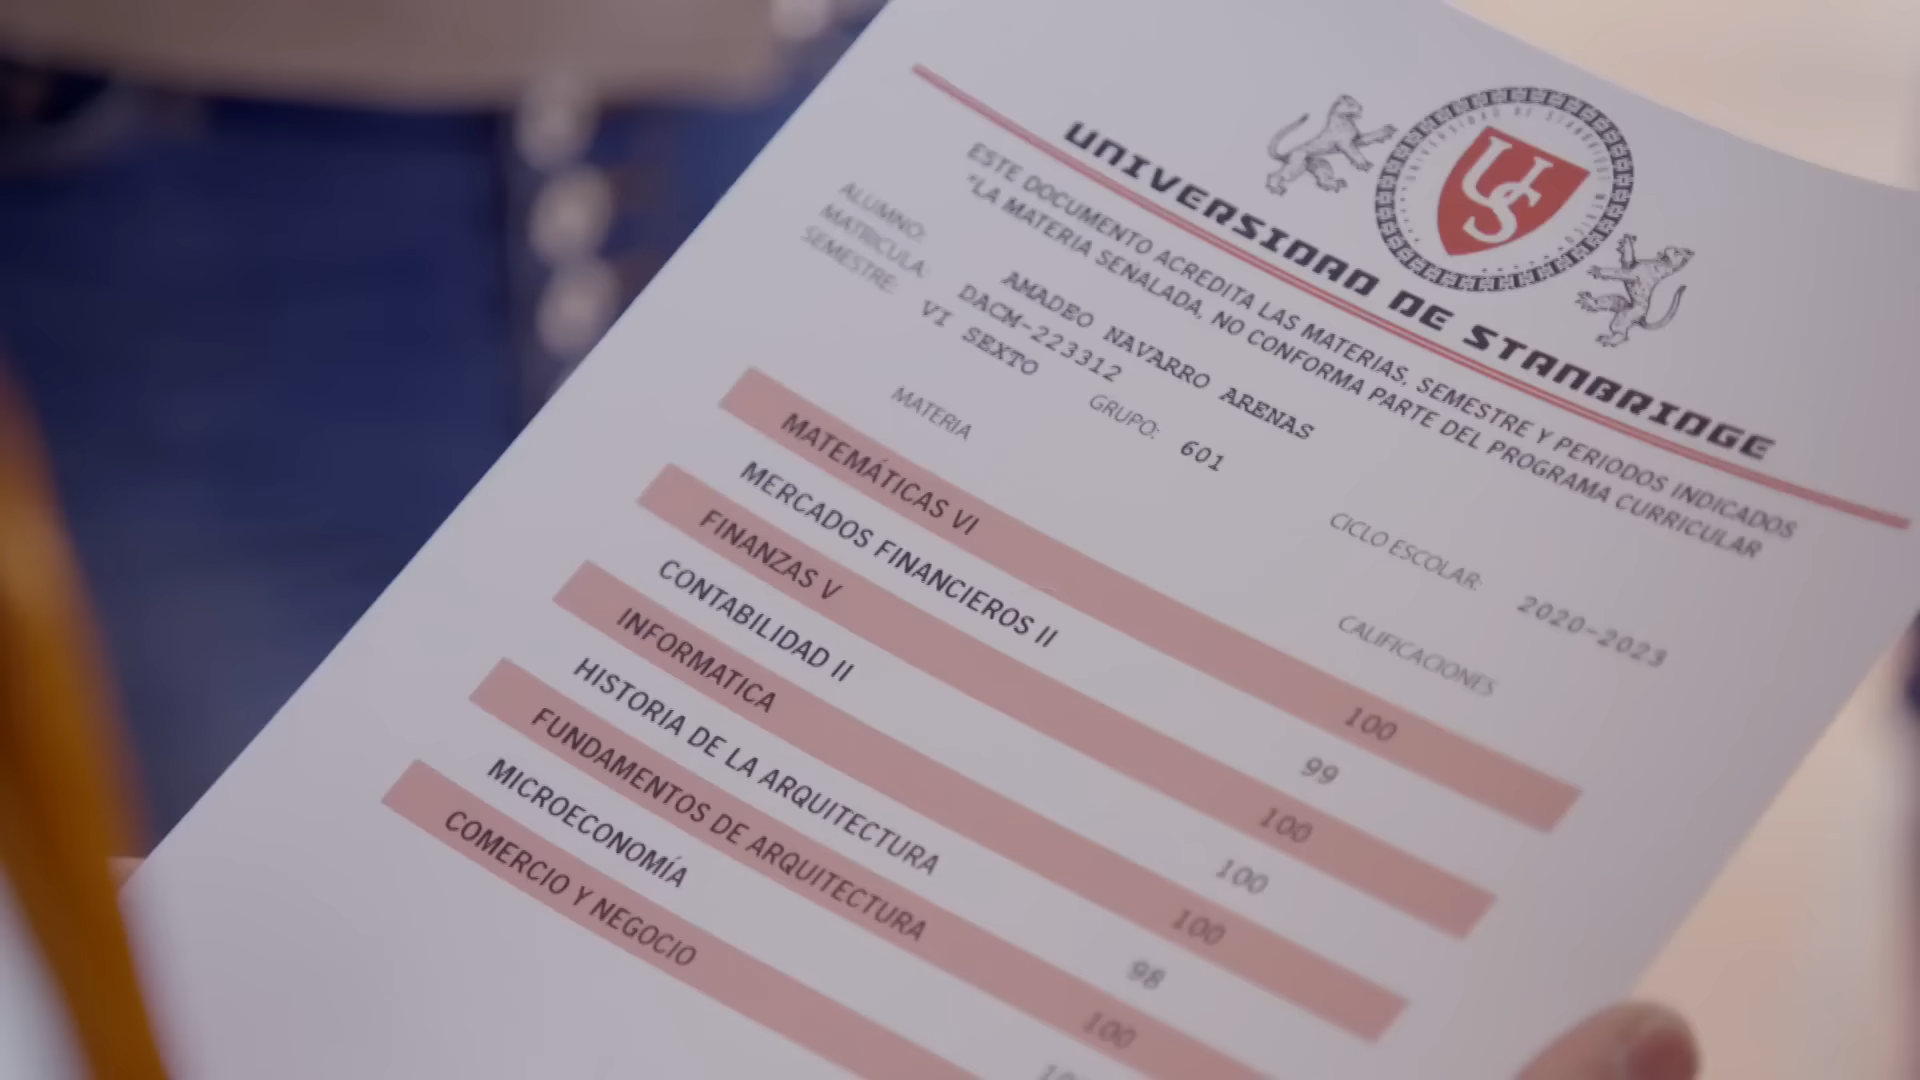 US
UNIVERSIDAD DE STANBRIDGE
ESTE DOCUMENTO ACREDITA LAS MATERIAS, SEMESTRE Y PERIODOS INDICADOS
*LA MATERIA SENALADA, NO CONFORMA PARTE DEL PROGRAMA CURRICULAR
ALUMNO: AMADEO NAVARRO ARENAS
MATRICULA: DACM-223312
SEMESTRE: VI SEXTO GRUPO: 601 CICLO ESCOLAR: 2020-2023
MATERIA CALIFICACIONES
MATEMÁTICAS VI 100
MERCADOS FINANCIEROS II 99
FINANZAS V 100
CONTABILIDAD II 100
INFORMATICA 100
HISTORIA DE LA ARQUITECTURA 98
FUNDAMENTOS DE ARQUITECTURA 100
MICROECONOMÍA
COMERCIO Y NEGOCIO